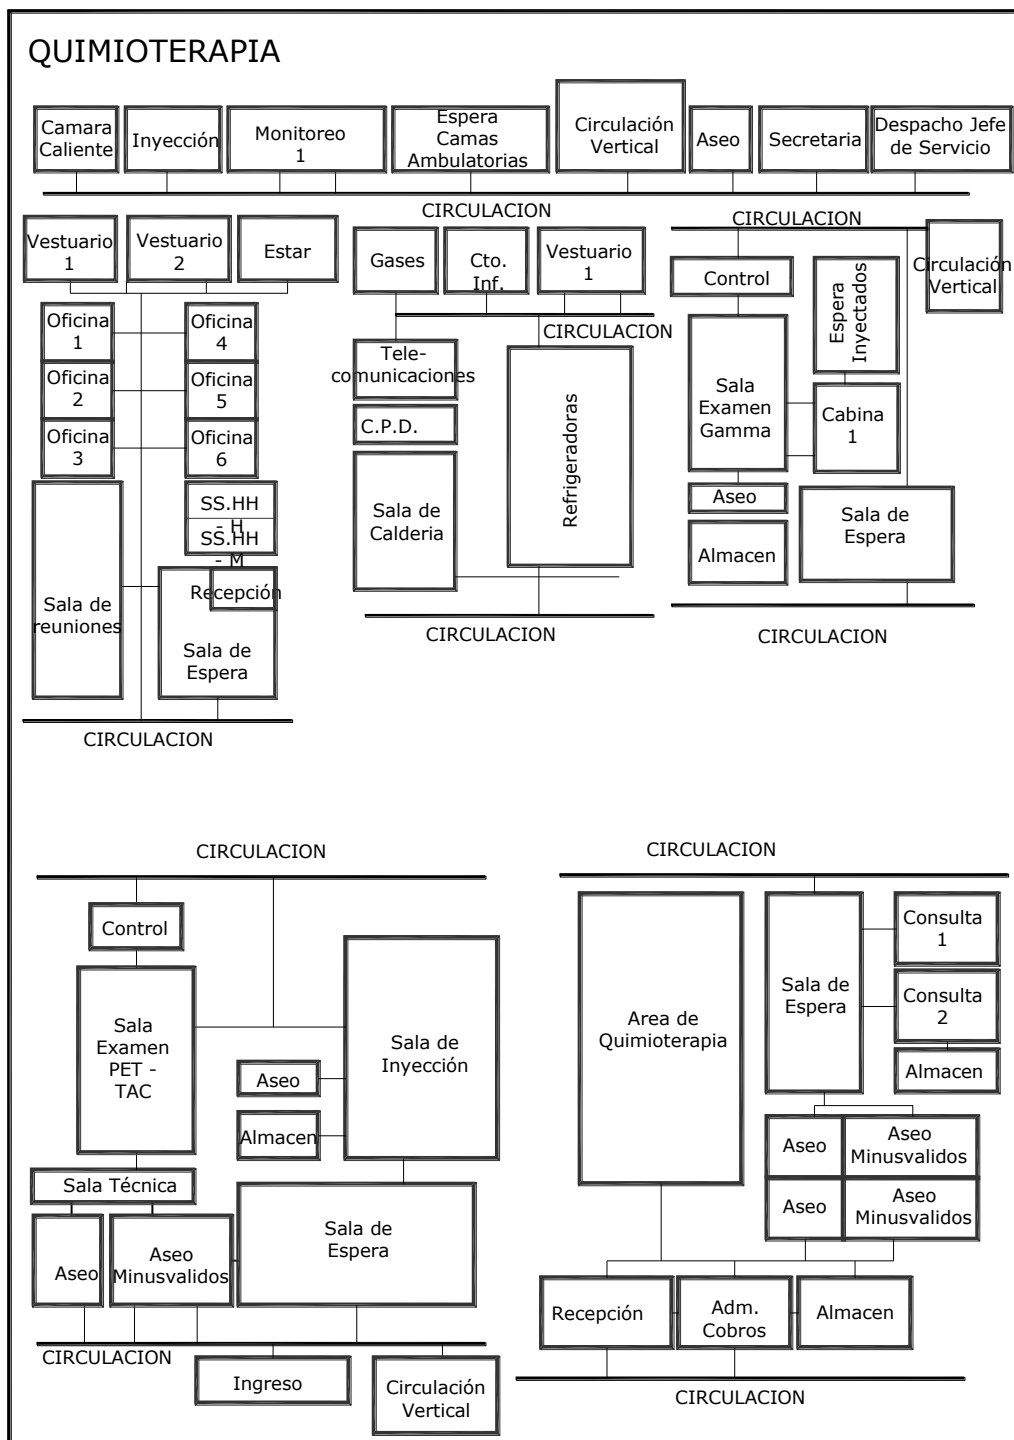 QUIMIOTERAPIA
Camara
Caliente
Inyección
Monitoreo
1
Espera
Camas
Ambulatorias
Circulación
Vertical
Aseo
Secretaria
Despacho Jefe
de Servicio
CIRCULACION
Vestuario
1
Vestuario
2
Estar
Oficina
1
Oficina
4
Oficina
2
Oficina
5
Oficina
3
Oficina
6
SS.HH
- H
SS.HH
- M
Recepción
Sala de
reuniones
Sala de
Espera
CIRCULACION
Gases
Cto.
Inf.
Vestuario
1
CIRCULACION
Tele-
comunicaciones
C.P.D.
Sala de
Calderia
Refrigeradoras
CIRCULACION
CIRCULACION
Circulación
Vertical
Control
Espera
Inyectados
Sala
Examen
Gamma
Cabina
1
Aseo
Almacen
Sala de
Espera
CIRCULACION
CIRCULACION
Control
Sala
Examen
PET -
TAC
Sala de
Inyección
Aseo
Almacen
Sala Técnica
Aseo
Aseo
Minusvalidos
Sala de
Espera
CIRCULACION
Ingreso
Circulación
Vertical
CIRCULACION
Area de
Quimioterapia
Sala de
Espera
Consulta
1
Consulta
2
Almacen
Aseo
Aseo
Minusvalidos
Aseo
Aseo
Minusvalidos
Recepción
Adm.
Cobros
Almacen
CIRCULACION